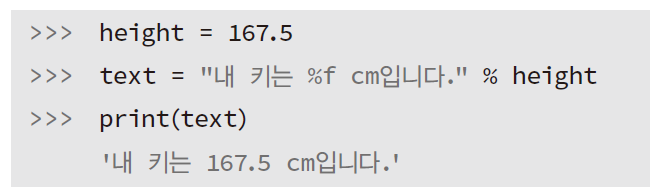 >>> height = 167.5
>>> text = "내 키는 %f cm입니다." % height
>>> print(text)
'내 키는 167.5 cm입니다.'